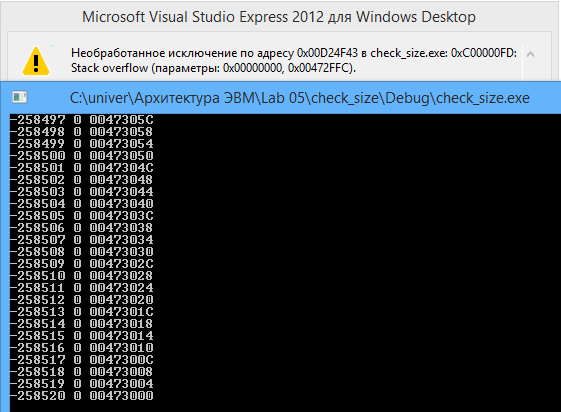 Microsoft Visual Studio Express 2012 для Windows Desktop
Необработанное исключение по адресу 0x00D24F43 в check_size.exe: 0xC00000FD:
Stack overflow (параметры: 0x00000000, 0x00472FFC).
C:\univer\Архитектура ЭВМ\Lab 05\check_size\Debug\check_size.exe
-258497 0 0047305C
-258498 0 00473058
-258499 0 00473054
-258500 0 00473050
-258501 0 0047304C
-258502 0 00473048
-258503 0 00473044
-258504 0 00473040
-258505 0 0047303C
-258506 0 00473038
-258507 0 00473034
-258508 0 00473030
-258509 0 0047302C
-258510 0 00473028
-258511 0 00473024
-258512 0 00473020
-258513 0 0047301C
-258514 0 00473018
-258515 0 00473014
-258516 0 00473010
-258517 0 0047300C
-258518 0 00473008
-258519 0 00473004
-258520 0 00473000